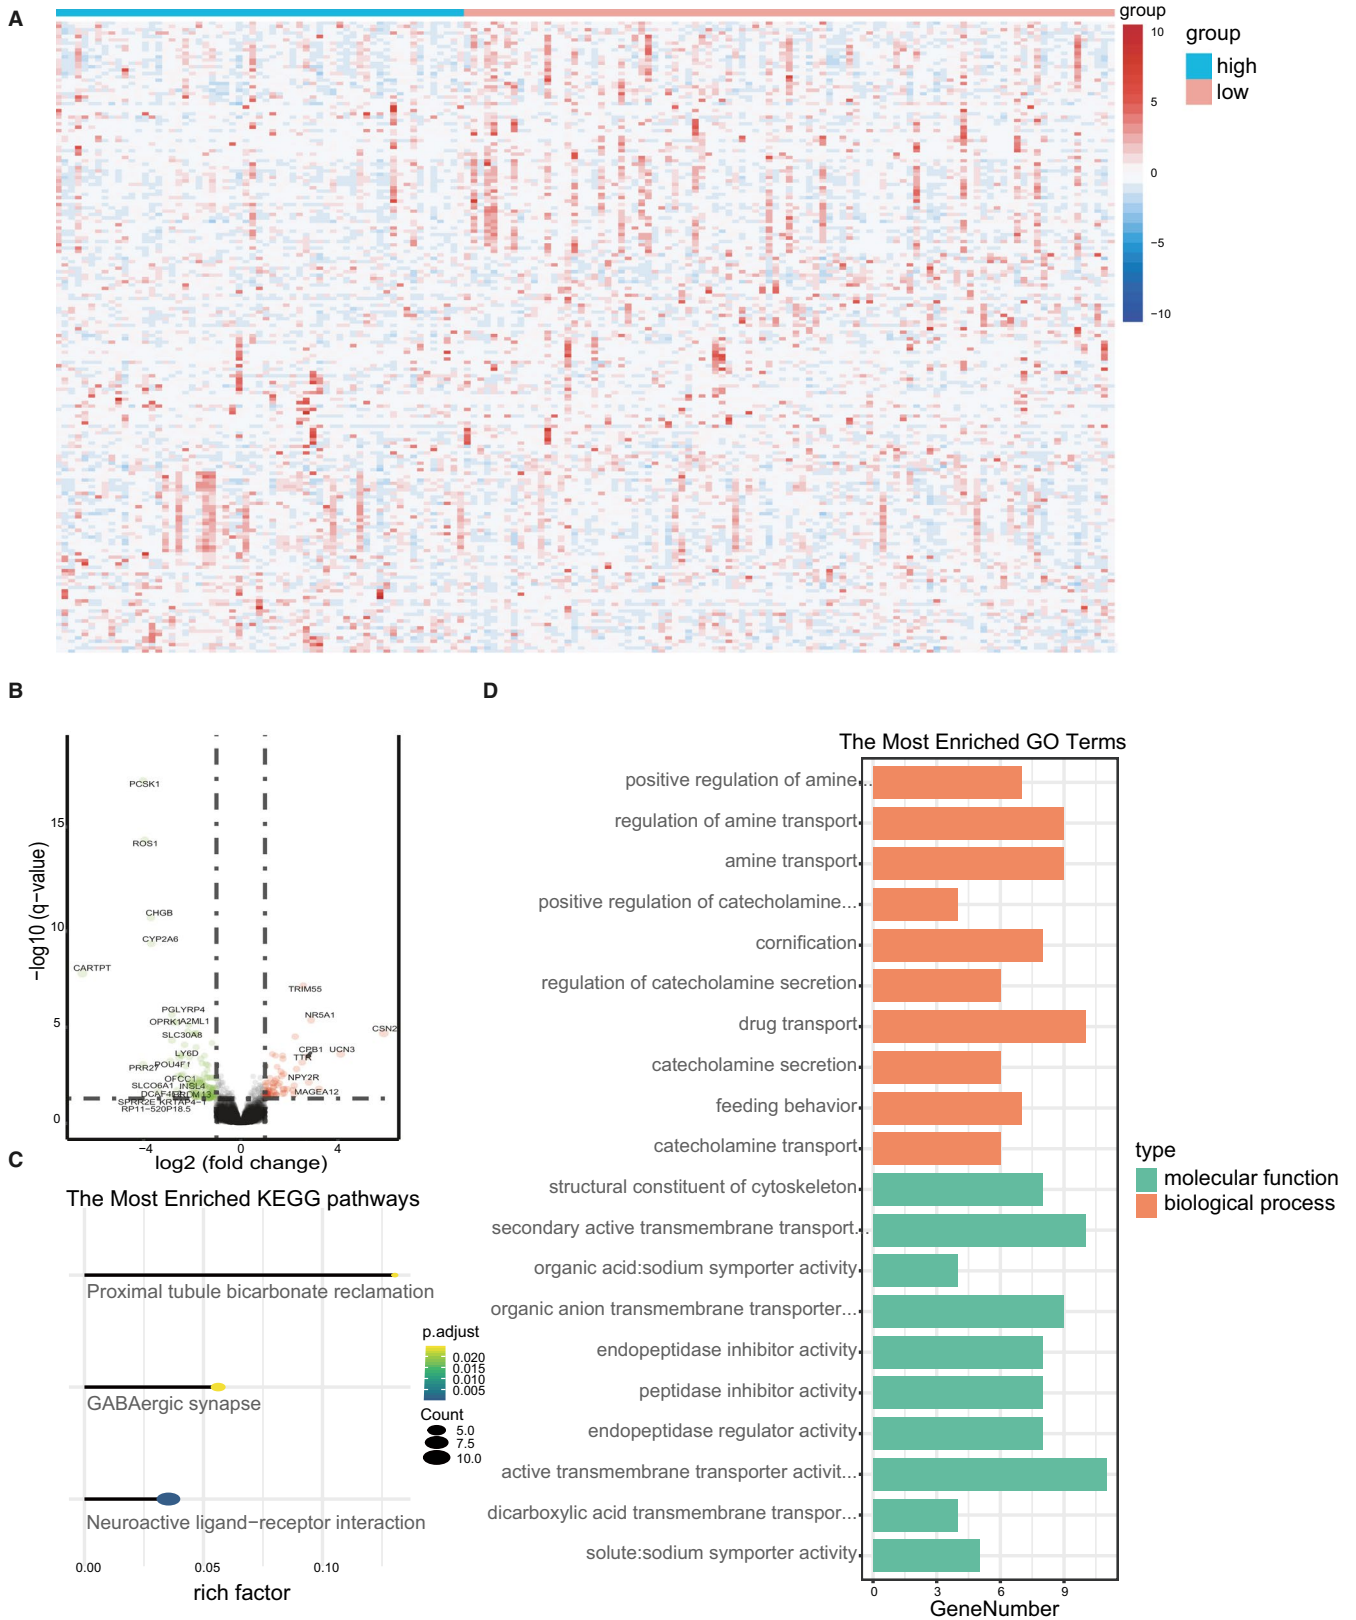 A
group
10
5
0
−5
−10
group
high
low
B
−log10 (q−value)
15
10
5
0
PCSK1
ROS1
CHGB
CYP2A6
CARTPT
TRIM55
PGLYRP4
NR5A1
OPRK1
A2ML1
CSN2
SLC30A8
CPB1
UCN3
LY6D
TTR
POU4F1
PRR27
NPY2R
OFCC1
SLCO6A1
INSL4
MAGEA12
SPRR2E
KRTAP4−1
RP11−520P18.5
−4
0
4
log2 (fold change)
C
The Most Enriched KEGG pathways
Proximal tubule bicarbonate reclamation
GABAergic synapse
Neuroactive ligand−receptor interaction
0.00
0.05
0.10
rich factor
p.adjust
0.020
0.015
0.010
0.005
Count
5.0
7.5
10.0
D
The Most Enriched GO Terms
positive regulation of amine...
regulation of amine transport
amine transport
positive regulation of catecholamine...
cornification
regulation of catecholamine secretion
drug transport
catecholamine secretion
feeding behavior
catecholamine transport
structural constituent of cytoskeleton
secondary active transmembrane transport...
organic acid:sodium symporter activity
organic anion transmembrane transporter...
endopeptidase inhibitor activity
peptidase inhibitor activity
endopeptidase regulator activity
active transmembrane transporter activit...
dicarboxylic acid transmembrane transpor...
solute:sodium symporter activity
0
3
6
9
GeneNumber
type
molecular function
biological process